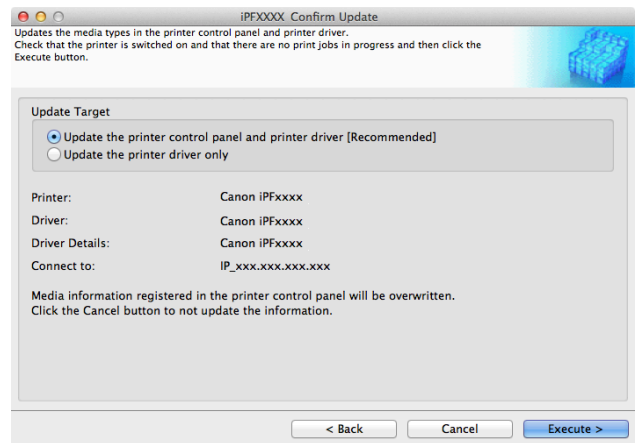 iPFXXXX Confirm Update
Updates the media types in the printer control panel and printer driver.
Check that the printer is switched on and that there are no print jobs in progress and then click the
Execute button.
Update Target
Update the printer control panel and printer driver [Recommended]
Update the printer driver only
Printer: Canon iPFxxxx
Driver: Canon iPFxxxx
Driver Details: Canon iPFxxxx
Connect to: IP_xxx.xxx.xxx.xxx
Media information registered in the printer control panel will be overwritten.
Click the Cancel button to not update the information.
< Back Cancel Execute >